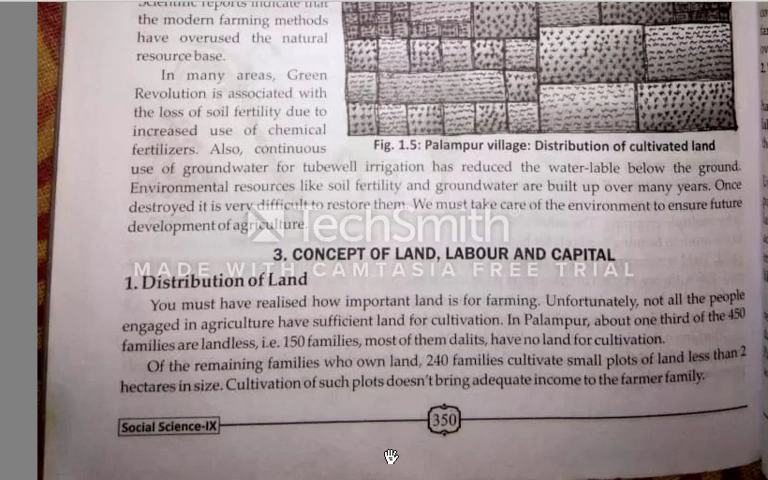 Scientific reports indicate that
the modern farming methods
have overused the natural
resource base.
In many areas, Green
Revolution is associated with
the loss of soil fertility due to
increased use of chemical
fertilizers. Also, continuous
Fig. 1.5: Palampur village: Distribution of cultivated land
use of groundwater for tubewell irrigation has reduced the water-lable below the ground.
Environmental resources like soil fertility and groundwater are built up over many years. Once
destroyed it is very difficult to restore them. We must take care of the environment to ensure future
development of agriculture.
TechSmith
MADE WITH CAMTASIA FREE TRIAL
3. CONCEPT OF LAND, LABOUR AND CAPITAL
1. Distribution of Land
You must have realised how important land is for farming. Unfortunately, not all the people
engaged in agriculture have sufficient land for cultivation. In Palampur, about one third of the 450
families are landless, i.e. 150 families, most of them dalits, have no land for cultivation.
Of the remaining families who own land, 240 families cultivate small plots of land less than 2
hectares in size. Cultivation of such plots doesn't bring adequate income to the farmer family.
Social Science-IX
350